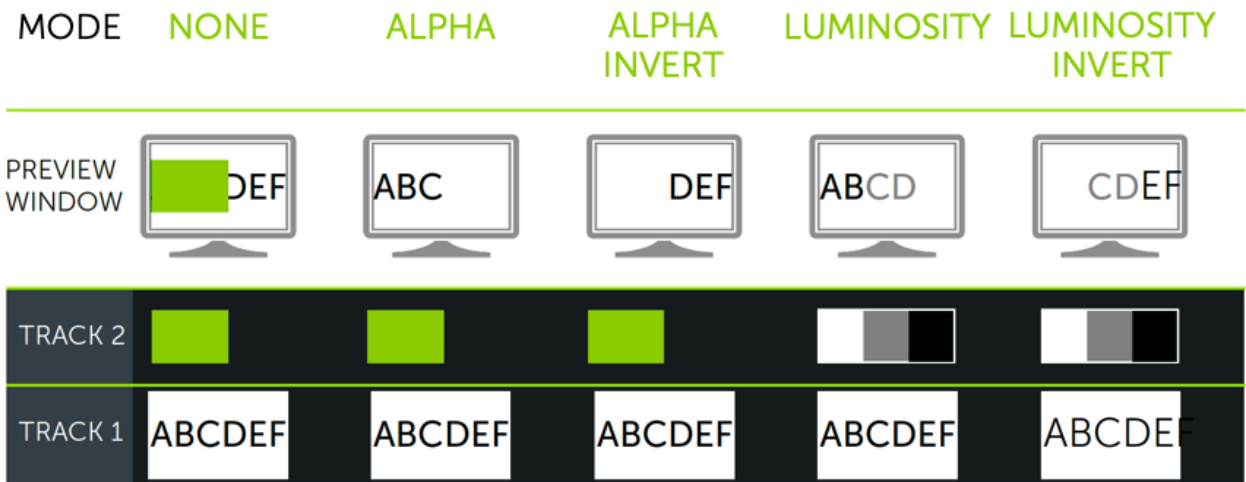 MODE NONE ALPHA ALPHA INVERT LUMINOSITY LUMINOSITY INVERT
PREVIEW WINDOW DEF ABC DEF ABCD CDEF
TRACK 2
TRACK 1 ABCDEF ABCDEF ABCDEF ABCDEF ABCDEF